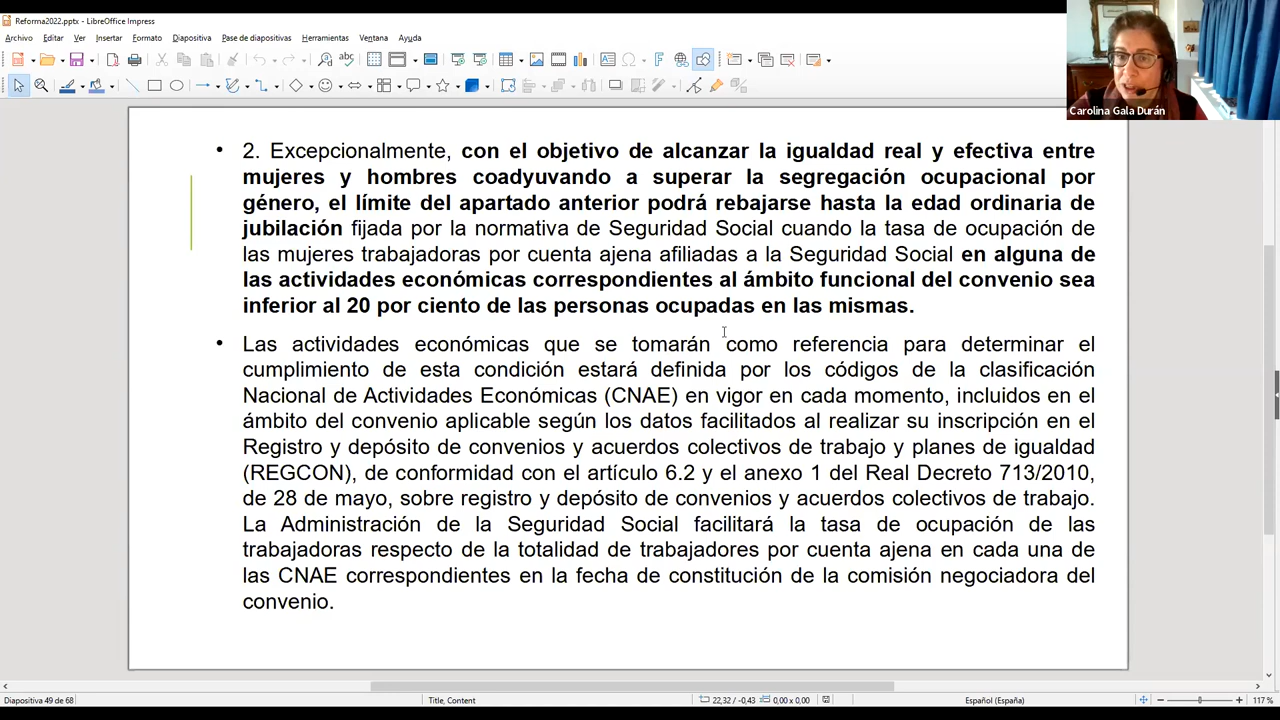 Reforma2022.pptx - LibreOffice Impress
Archivo Editar Ver Insertar Formato Diapositiva Pase de diapositivas Herramientas Ventana Ayuda
Carolina Gala Durán
• 2. Excepcionalmente, con el objetivo de alcanzar la igualdad real y efectiva entre
mujeres y hombres coadyuvando a superar la segregación ocupacional por
género, el límite del apartado anterior podrá rebajarse hasta la edad ordinaria de
jubilación fijada por la normativa de Seguridad Social cuando la tasa de ocupación de
las mujeres trabajadoras por cuenta ajena afiliadas a la Seguridad Social en alguna de
las actividades económicas correspondientes al ámbito funcional del convenio sea
inferior al 20 por ciento de las personas ocupadas en las mismas.
• Las actividades económicas que se tomarán como referencia para determinar el
cumplimiento de esta condición estará definida por los códigos de la clasificación
Nacional de Actividades Económicas (CNAE) en vigor en cada momento, incluidos en el
ámbito del convenio aplicable según los datos facilitados al realizar su inscripción en el
Registro y depósito de convenios y acuerdos colectivos de trabajo y planes de igualdad
(REGCON), de conformidad con el artículo 6.2 y el anexo 1 del Real Decreto 713/2010,
de 28 de mayo, sobre registro y depósito de convenios y acuerdos colectivos de trabajo.
La Administración de la Seguridad Social facilitará la tasa de ocupación de las
trabajadoras respecto de la totalidad de trabajadores por cuenta ajena en cada una de
las CNAE correspondientes en la fecha de constitución de la comisión negociadora del
convenio.
Diapositiva 49 de 68 Title, Content 22,32 / -0,43 0,00 x 0,00 Español (España) 117 %